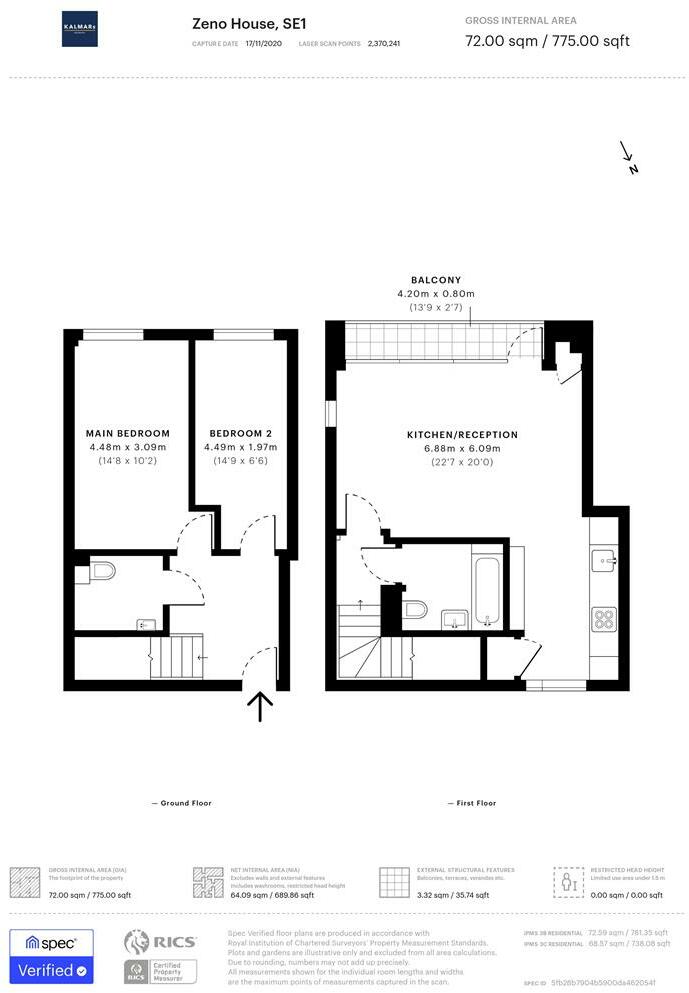 KALMARs
Zeno House, SE1
CAPTURE DATE 17/11/2020 LASER SCAN POINTS 2,370,241
GROSS INTERNAL AREA
72.00 sqm / 775.00 sqft
N
BALCONY
4.20m x 0.80m
(13'9 x 2'7)
MAIN BEDROOM
4.48m x 3.09m
(14'8 x 10'2)
BEDROOM 2
4.49m x 1.97m
(14'9 x 6'6)
KITCHEN/RECEPTION
6.88m x 6.09m
(22'7 x 20'0)
— Ground Floor
— First Floor
GROSS INTERNAL AREA (GIA)
The footprint of the property
72.00 sqm / 775.00 sqft
NET INTERNAL AREA (NIA)
Excludes walls and external features
Includes washrooms, restricted head height
64.09 sqm / 689.86 sqft
EXTERNAL STRUCTURAL FEATURES
Balconies, terraces, verandas etc.
3.32 sqm / 35.74 sqft
RESTRICTED HEAD HEIGHT
Limited use area under 1.5 m
0.00 sqm / 0.00 sqft
spec
Verified
RICS
RICS
Certified
Property
Measurer
Spec Verified floor plans are produced in accordance with
Royal Institution of Chartered Surveyors' Property Measurement Standards.
Plots and gardens are illustrative only and excluded from all area calculations.
Due to rounding, numbers may not add up precisely.
All measurements shown for the individual room lengths and widths
are the maximum points of measurements captured in the scan.
IPMS 3B RESIDENTIAL 72.59 sqm / 781.35 sqft
IPMS 3C RESIDENTIAL 68.57 sqm / 738.08 sqft
SPEC ID 5fb28b7904b5900da462054f